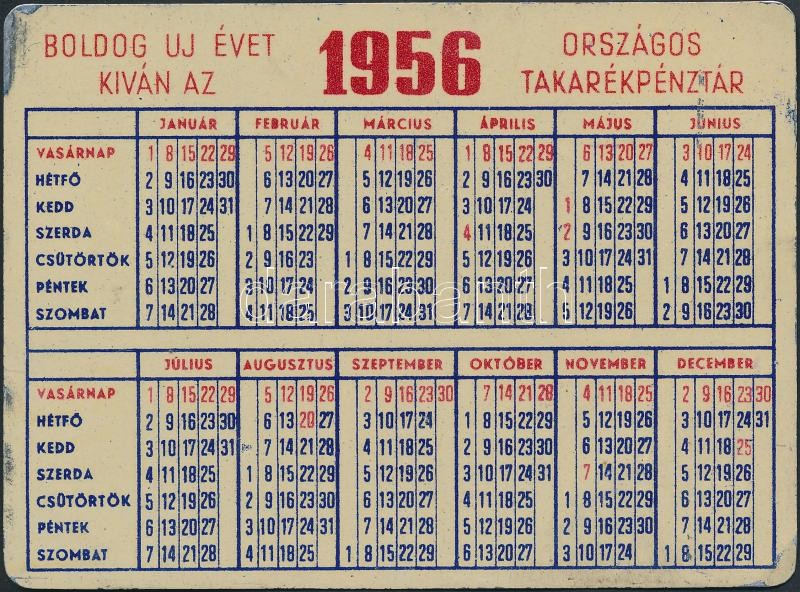 BOLDOG UJ ÉVET 1956 ORSZÁGOS
KIVÁN AZ TAKARÉKPÉNZTÁR
JANUÁR FEBRUÁR MÁRCIUS ÁPRILIS MÁJUS JÚNIUS
VASÁRNAP 1 8 15 22 29 5 12 19 26 4 11 18 25 1 8 15 22 29 6 13 20 27 3 10 17 24
HÉTFŐ 2 9 16 23 30 6 13 20 27 5 12 19 26 2 9 16 23 30 7 14 21 28 4 11 18 25
KEDD 3 10 17 24 31 7 14 21 28 6 13 20 27 3 10 17 24 1 8 15 22 29 5 12 19 26
SZERDA 4 11 18 25 1 8 15 22 29 7 14 21 28 4 11 18 25 2 9 16 23 30 6 13 20 27
CSÜTÖRTÖK 5 12 19 26 2 9 16 23 1 8 15 22 29 5 12 19 26 3 10 17 24 31 7 14 21 28
PÉNTEK 6 13 20 27 3 10 17 24 2 9 16 23 30 6 13 20 27 4 11 18 25 1 8 15 22 29
SZOMBAT 7 14 21 28 4 11 18 25 3 10 17 24 31 7 14 21 28 5 12 19 26 2 9 16 23 30
darabanth
JÚLIUS AUGUSZTUS SZEPTEMBER OKTÓBER NOVEMBER DECEMBER
VASÁRNAP 1 8 15 22 29 5 12 19 26 2 9 16 23 30 7 14 21 28 4 11 18 25 2 9 16 23 30
HÉTFŐ 2 9 16 23 30 6 13 20 27 3 10 17 24 1 8 15 22 29 5 12 19 26 3 10 17 24 31
KEDD 3 10 17 24 31 7 14 21 28 4 11 18 25 2 9 16 23 30 6 13 20 27 4 11 18 25
SZERDA 4 11 18 25 1 8 15 22 29 5 12 19 26 3 10 17 24 31 7 14 21 28 5 12 19 26
CSÜTÖRTÖK 5 12 19 26 2 9 16 23 30 6 13 20 27 4 11 18 25 1 8 15 22 29 6 13 20 27
PÉNTEK 6 13 20 27 3 10 17 24 31 7 14 21 28 5 12 19 26 2 9 16 23 30 7 14 21 28
SZOMBAT 7 14 21 28 4 11 18 25 1 8 15 22 29 6 13 20 27 3 10 17 24 1 8 15 22 29